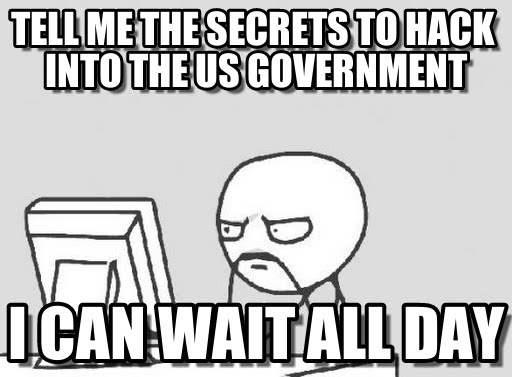 TELL ME THE SECRETS TO HACK
INTO THE US GOVERNMENT
I CAN WAIT ALL DAY